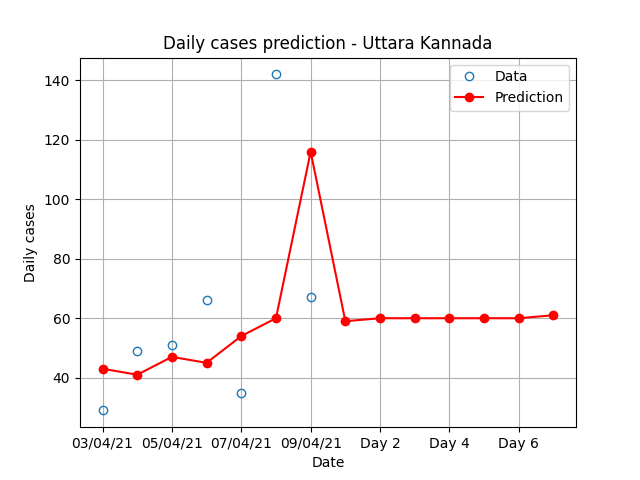 Daily cases prediction - Uttara Kannada
Data
Prediction
Daily cases
140
120
100
80
60
40
03/04/21 05/04/21 07/04/21 09/04/21 Day 2 Day 4 Day 6
Date